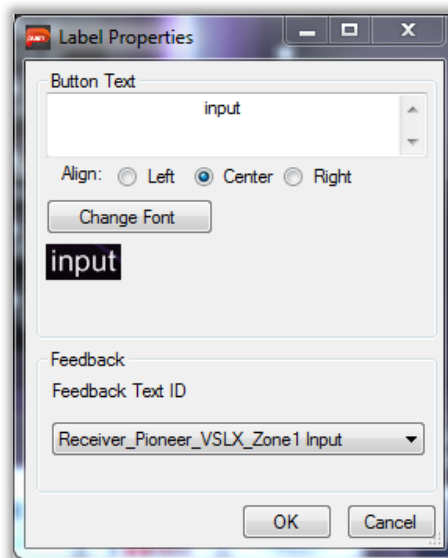 Label Properties
Button Text
input
Align: Left Center Right
Change Font
input
Feedback
Feedback Text ID
Receiver_Pioneer_VSLX_Zone1 Input
OK Cancel